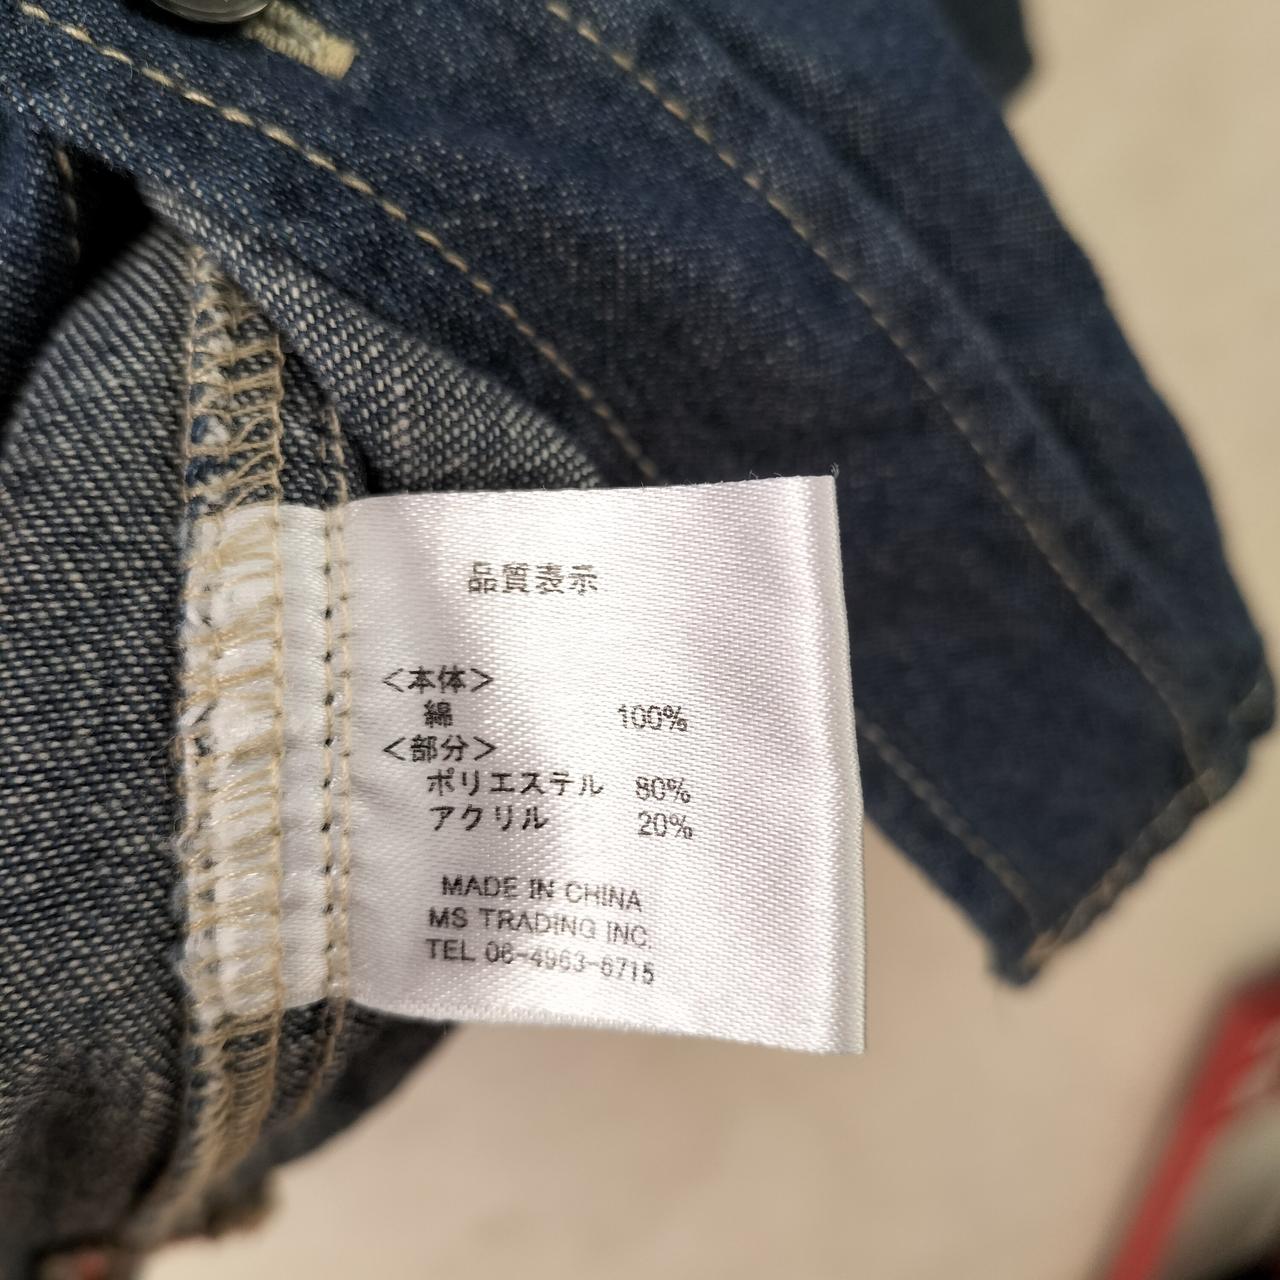 品質表示
<本体>
綿 100%
<部分>
ポリエステル 80%
アクリル 20%
MADE IN CHINA
MS TRADING INC.
TEL 06-4963-6715